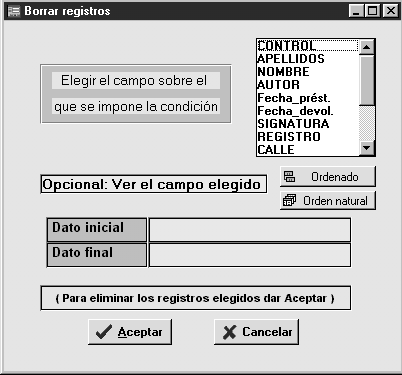 Borrar registros
Elegir el campo sobre el
que se impone la condición
CONTROL
APELLIDOS
NOMBRE
AUTOR
Fecha_prést.
Fecha_devol.
SIGNATURA
REGISTRO
CALLE
Opcional: Ver el campo elegido
Ordenado
Orden natural
Dato inicial
Dato final
( Para eliminar los registros elegidos dar Aceptar )
Aceptar
Cancelar